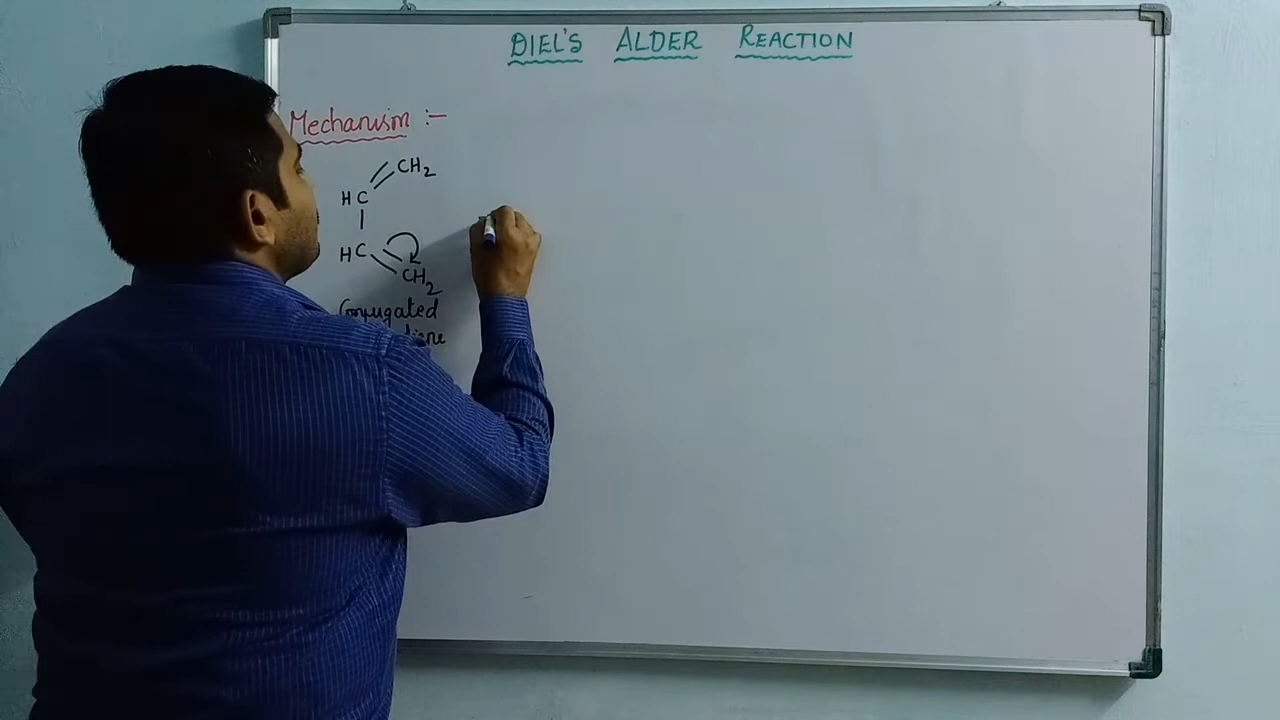 DIEL'S ALDER REACTION
Mechanism :-
CH2
HC
HC
CH2
Conjugated